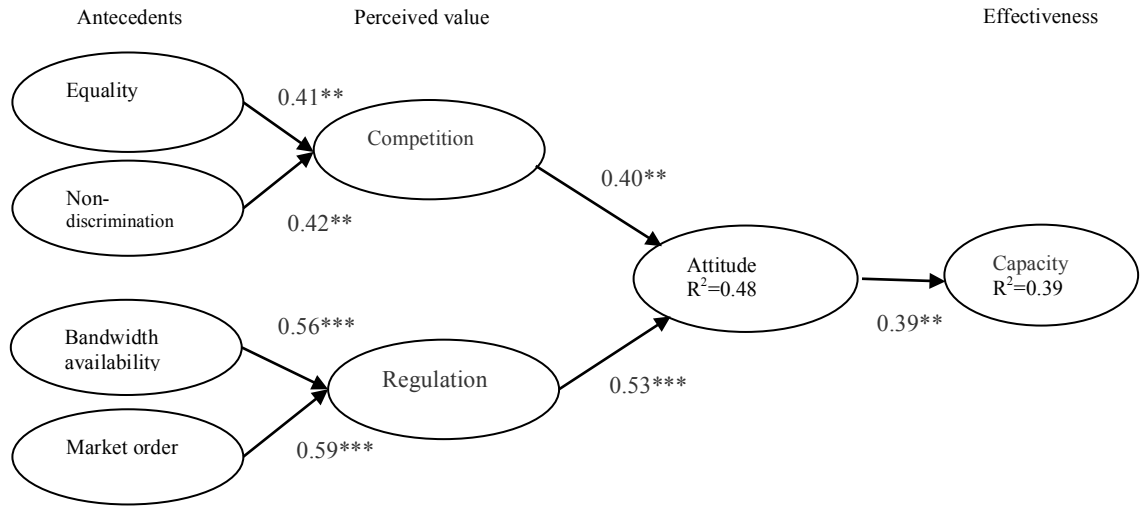 Antecedents
Perceived value
Effectiveness
Equality
0.41**
Competition
Non-
discrimination
0.42**
0.40**
Attitude
R²=0.48
Capacity
R²=0.39
0.39**
Bandwidth
availability
0.56***
Regulation
0.53***
Market order
0.59***